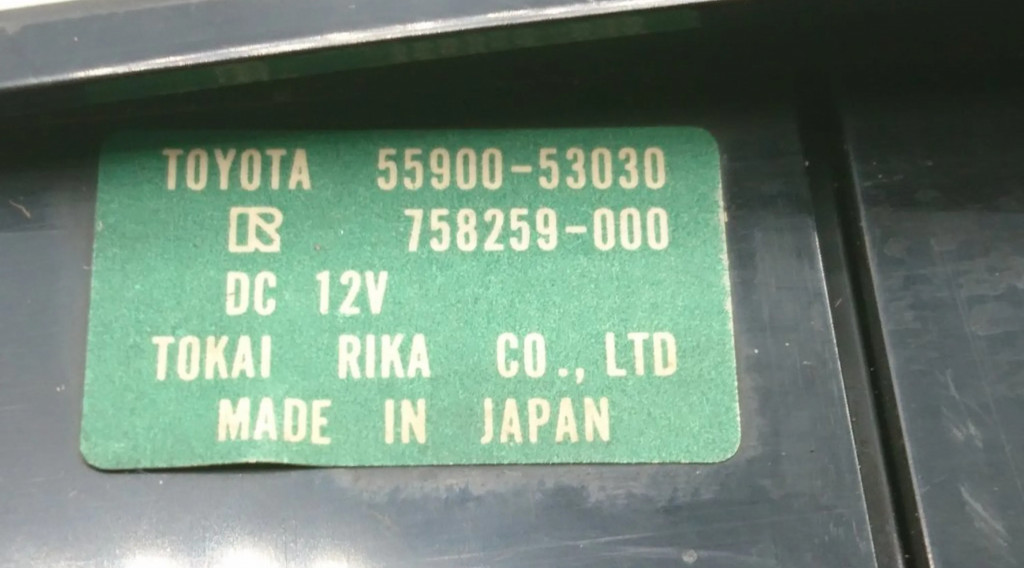 TOYOTA 55900-53030
R 758259-000
DC 12V
TOKAI RIKA CO., LTD
MADE IN JAPAN